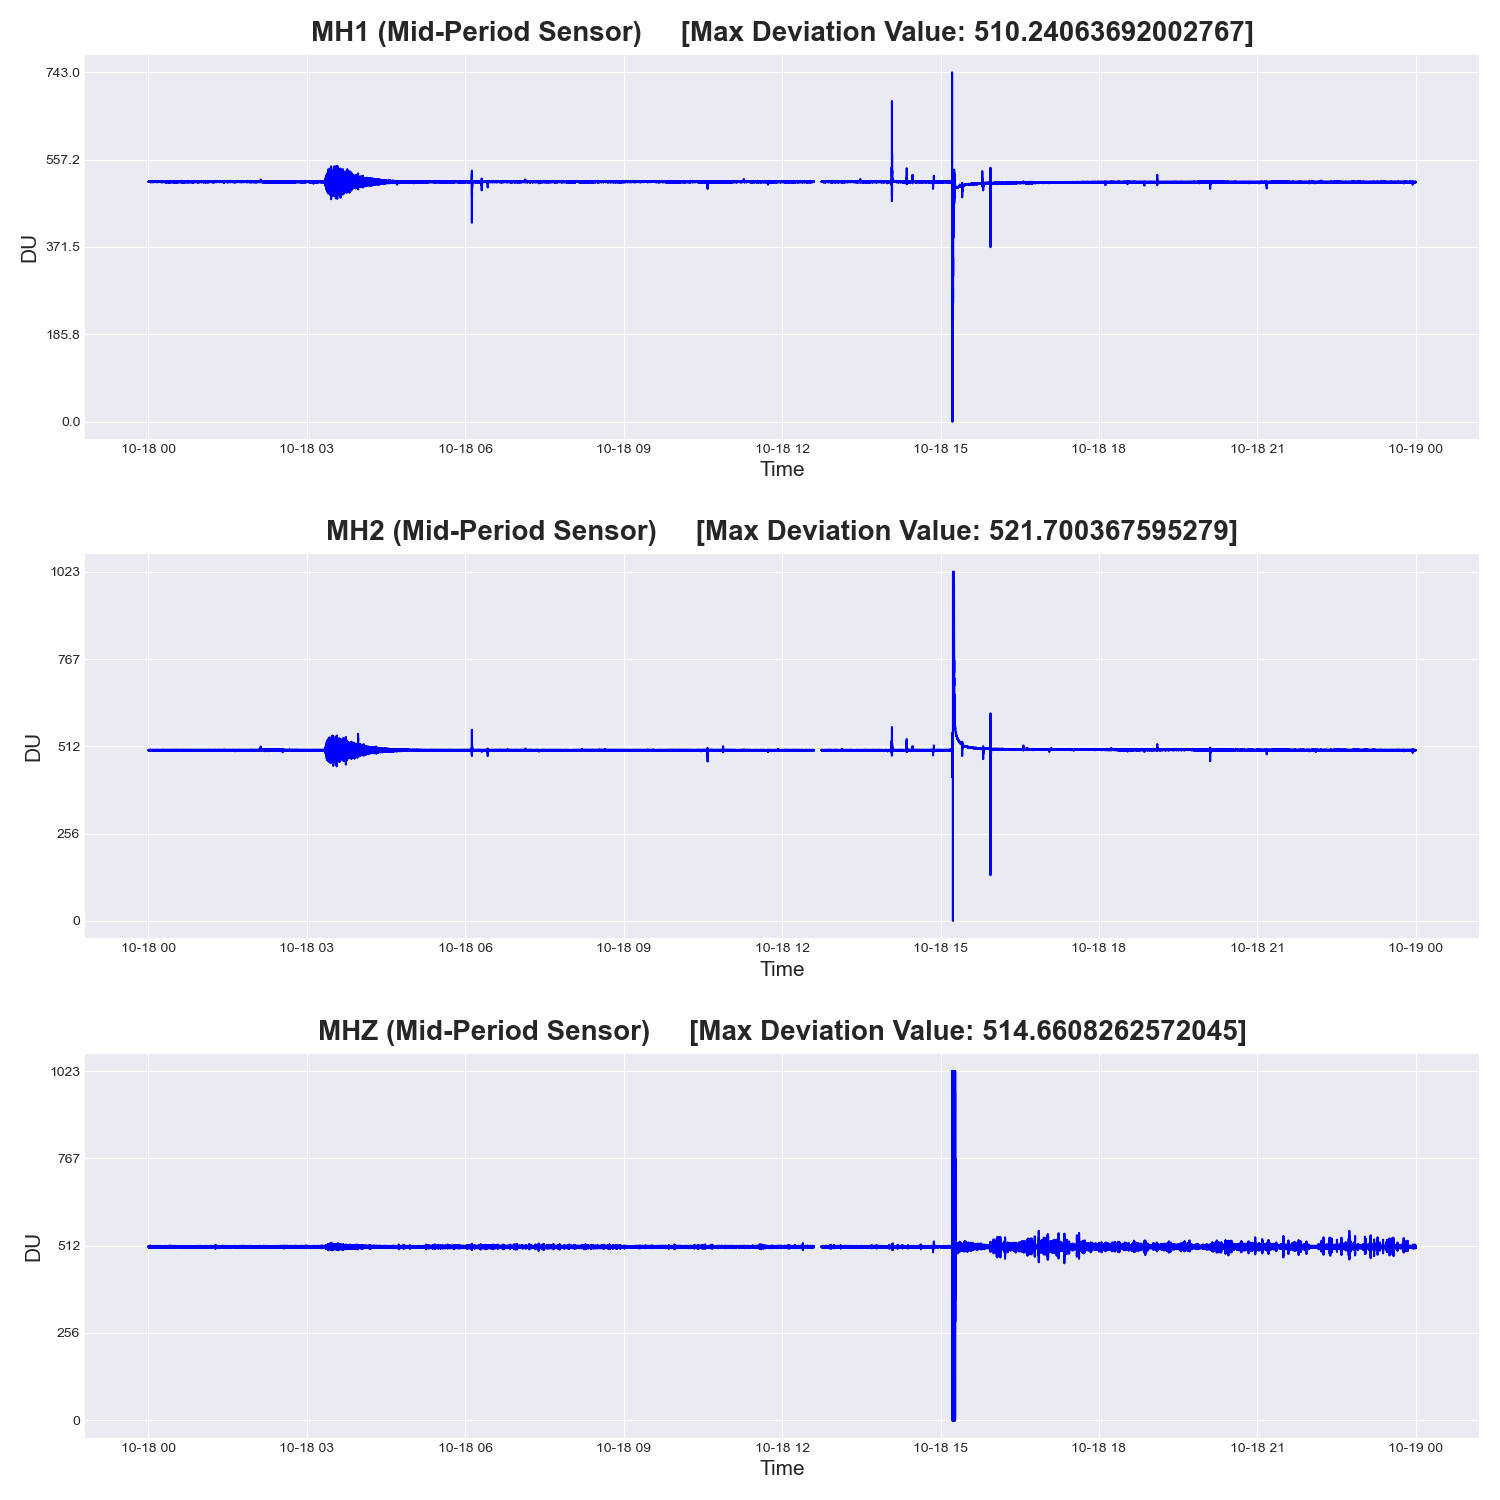 MH1 (Mid-Period Sensor) [Max Deviation Value: 510.24063692002767]
743.0
557.2
371.5
185.8
0.0
DU
10-18 00 10-18 03 10-18 06 10-18 09 10-18 12 10-18 15 10-18 18 10-18 21 10-19 00
Time
MH2 (Mid-Period Sensor) [Max Deviation Value: 521.700367595279]
1023
767
512
256
0
DU
10-18 00 10-18 03 10-18 06 10-18 09 10-18 12 10-18 15 10-18 18 10-18 21 10-19 00
Time
MHZ (Mid-Period Sensor) [Max Deviation Value: 514.6608262572045]
1023
767
512
256
0
DU
10-18 00 10-18 03 10-18 06 10-18 09 10-18 12 10-18 15 10-18 18 10-18 21 10-19 00
Time